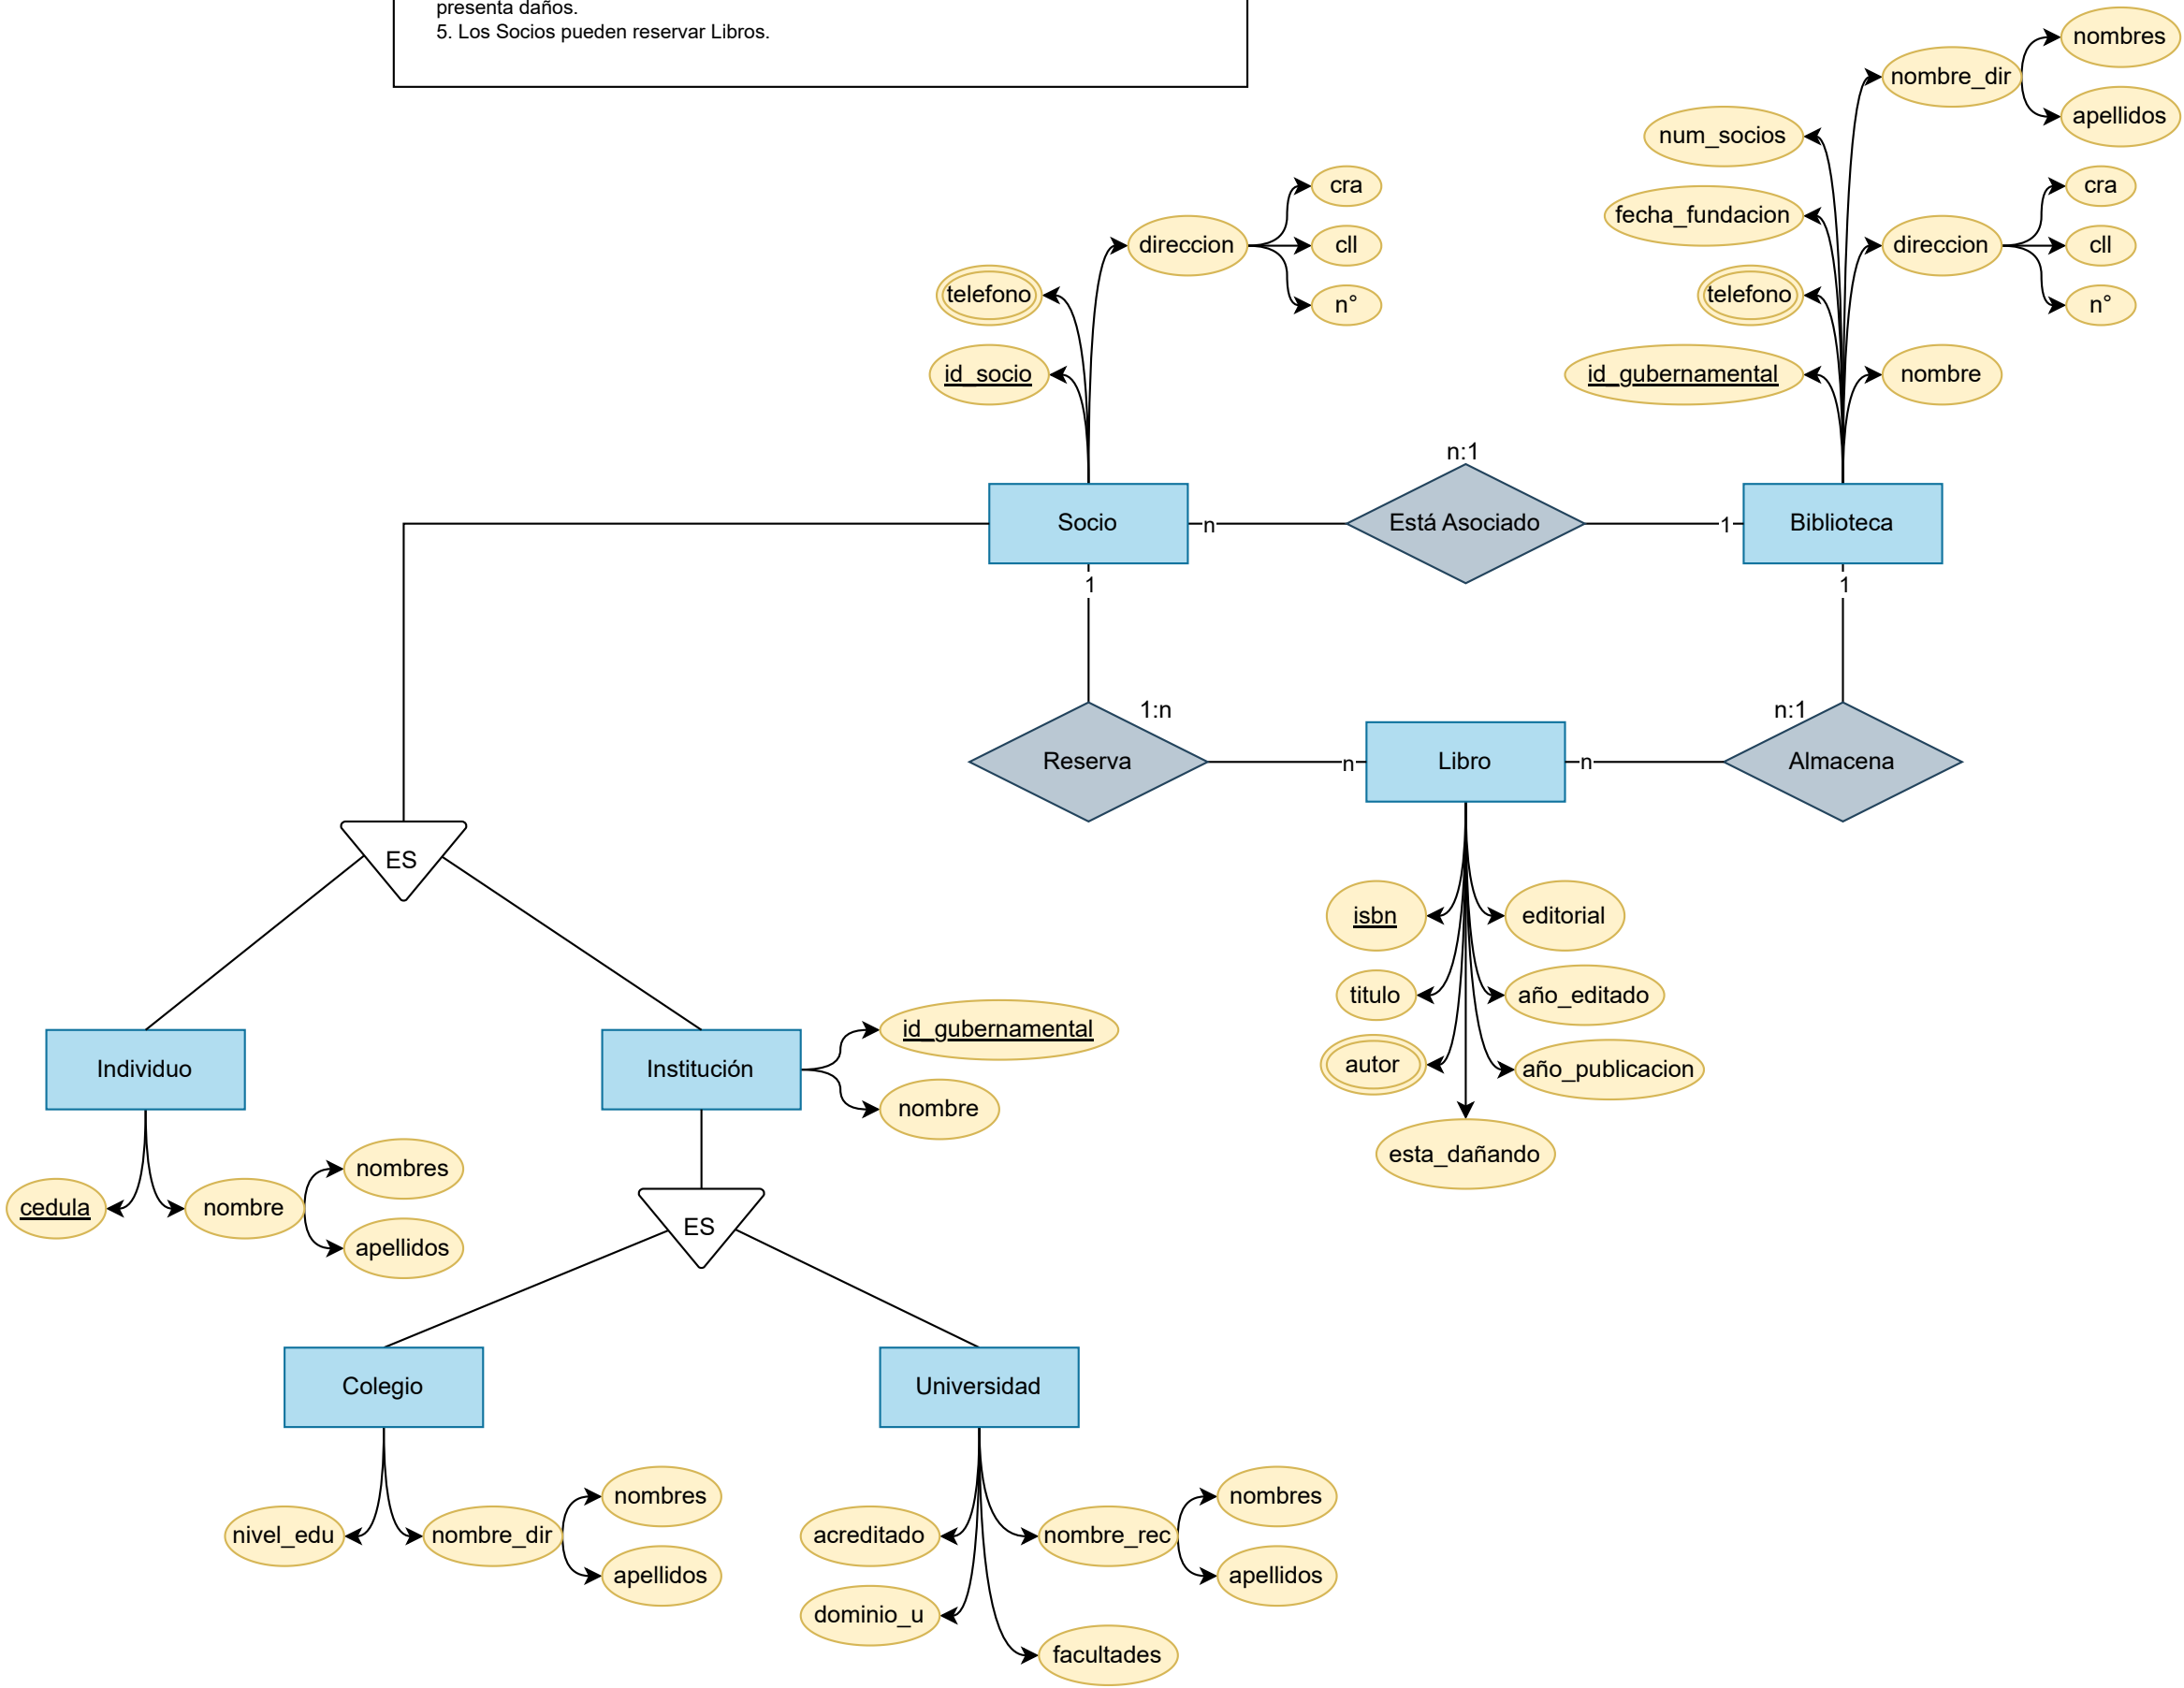 presenta daños.
5. Los Socios pueden reservar Libros.
nombres
nombre_dir
apellidos
num_socios
cra
cra
fecha_fundacion
direccion
cll
direccion
cll
telefono
telefono
n°
n°
id_socio
id_gubernamental
nombre
n:1
Socio
n
Está Asociado
1
Biblioteca
1
1
1:n
n:1
Reserva
n
Libro
n
Almacena
ES
isbn
editorial
titulo
año_editado
id_gubernamental
Individuo
Institución
autor
año_publicacion
nombre
esta_dañando
nombres
cedula
nombre
apellidos
ES
Colegio
Universidad
nombres
nombres
nivel_edu
nombre_dir
acreditado
nombre_rec
apellidos
apellidos
dominio_u
facultades